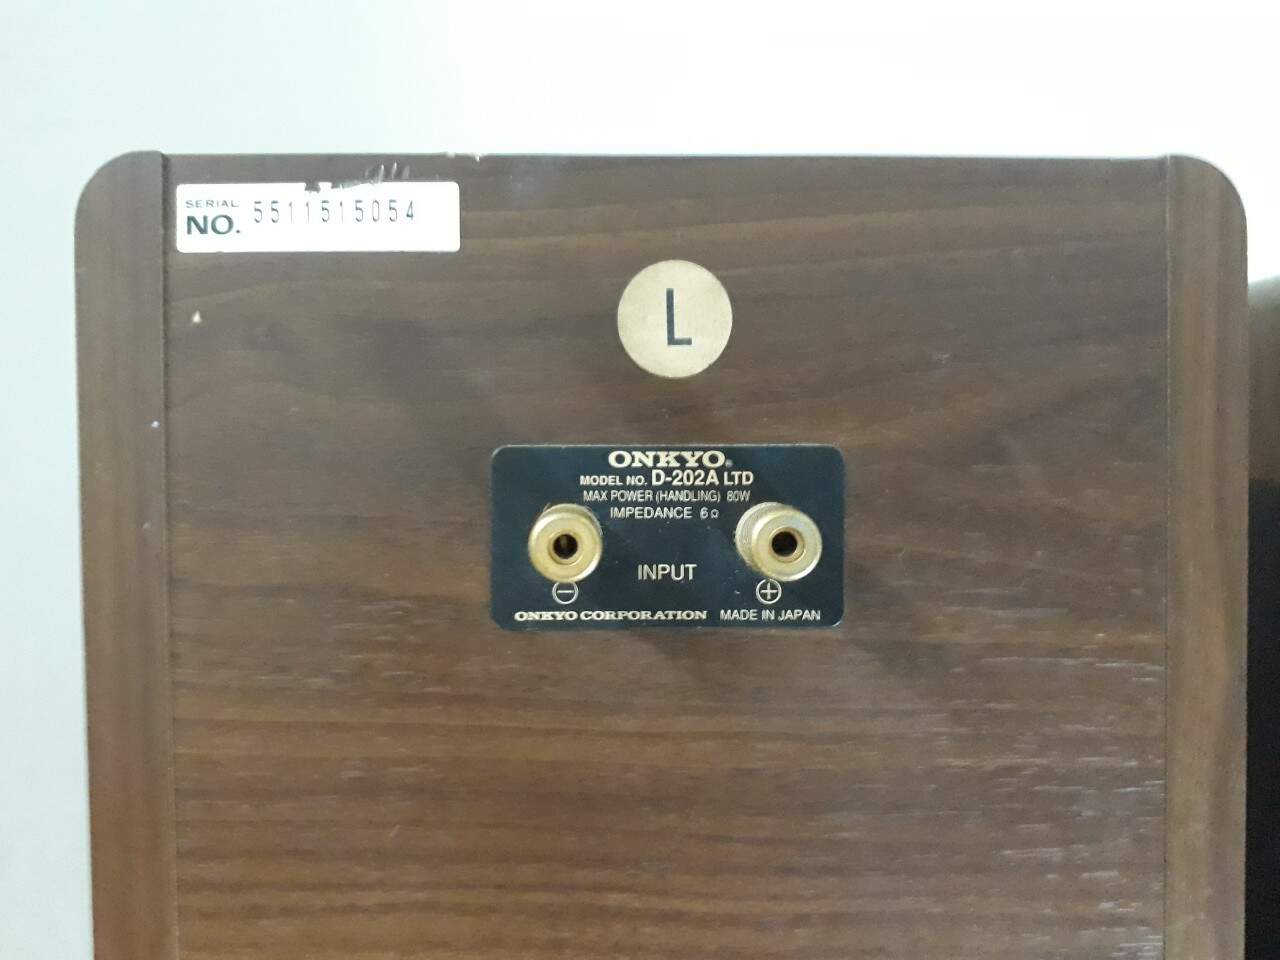 SERIAL
NO. 5511515054
L
ONKYO®
MODEL NO. D-202A LTD
MAX POWER (HANDLING) 80W
IMPEDANCE 6Ω
INPUT
⊖ ⊕
ONKYO CORPORATION MADE IN JAPAN